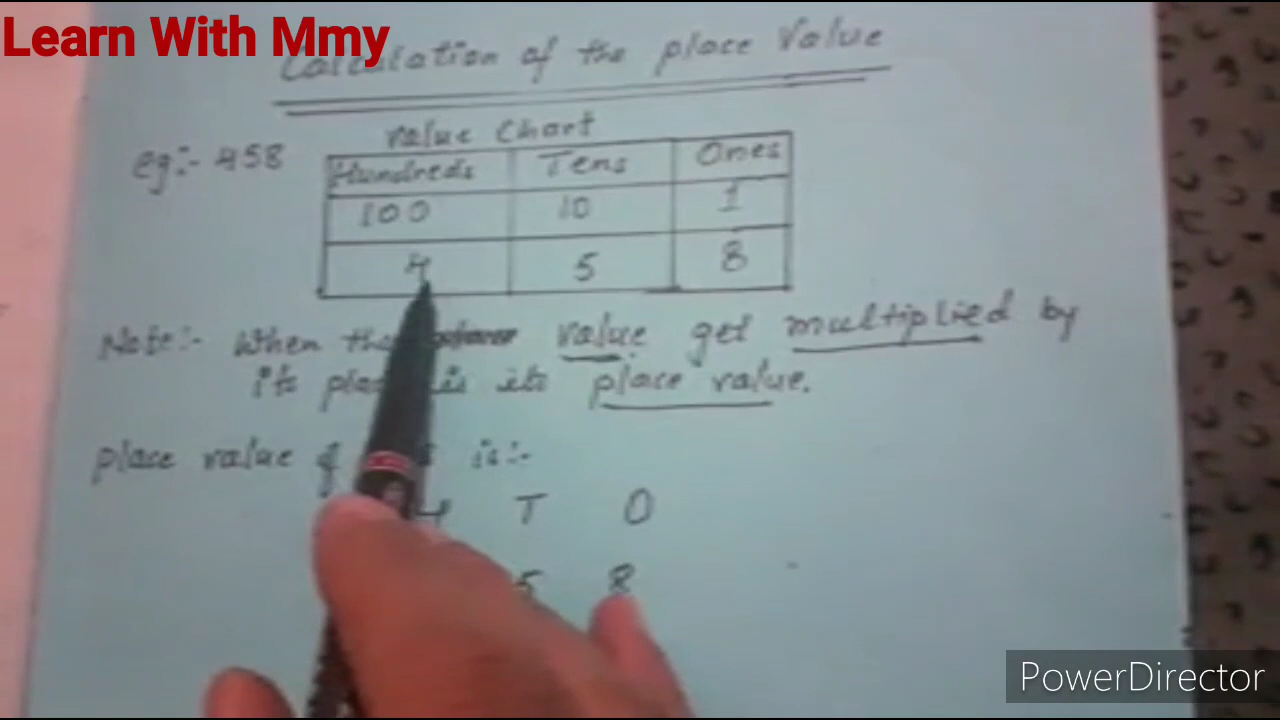 Learn With Mmy
Calculation of the place Value
Value Chart
eg:- 458
Hundreds Tens Ones
100 10 1
4 5 8
Note:- When the value get multiplied by
its is its place value.
place value of is:-
H T O
5 8
PowerDirector